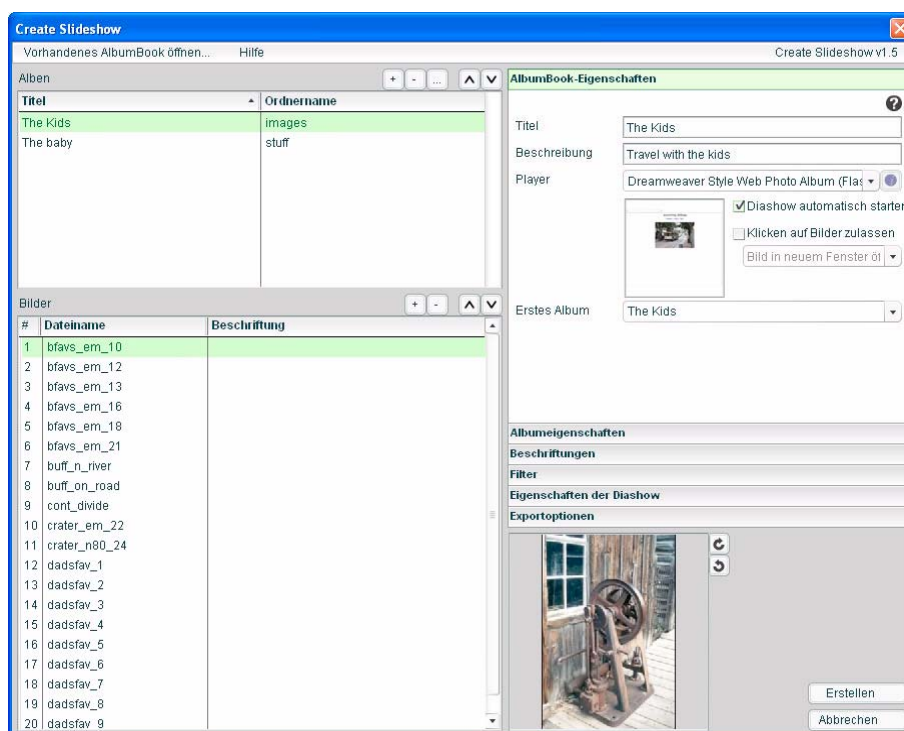 Create Slideshow
Vorhandenes AlbumBook öffnen... Hilfe Create Slideshow v1.5
Alben + - ...
Titel Ordnername
The Kids images
The baby stuff
Bilder + -
# Dateiname Beschriftung
1 bfavs_em_10
2 bfavs_em_12
3 bfavs_em_13
4 bfavs_em_16
5 bfavs_em_18
6 bfavs_em_21
7 buff_n_river
8 buff_on_road
9 cont_divide
10 crater_em_22
11 crater_n80_24
12 dadsfav_1
13 dadsfav_2
14 dadsfav_3
15 dadsfav_4
16 dadsfav_5
17 dadsfav_6
18 dadsfav_7
19 dadsfav_8
20 dadsfav_9
AlbumBook-Eigenschaften
?
Titel The Kids
Beschreibung Travel with the kids
Player Dreamweaver Style Web Photo Album (Flas
Diashow automatisch starten
Klicken auf Bilder zulassen
Bild in neuem Fenster öf
Erstes Album The Kids
Albumeigenschaften
Beschriftungen
Filter
Eigenschaften der Diashow
Exportoptionen
Erstellen
Abbrechen